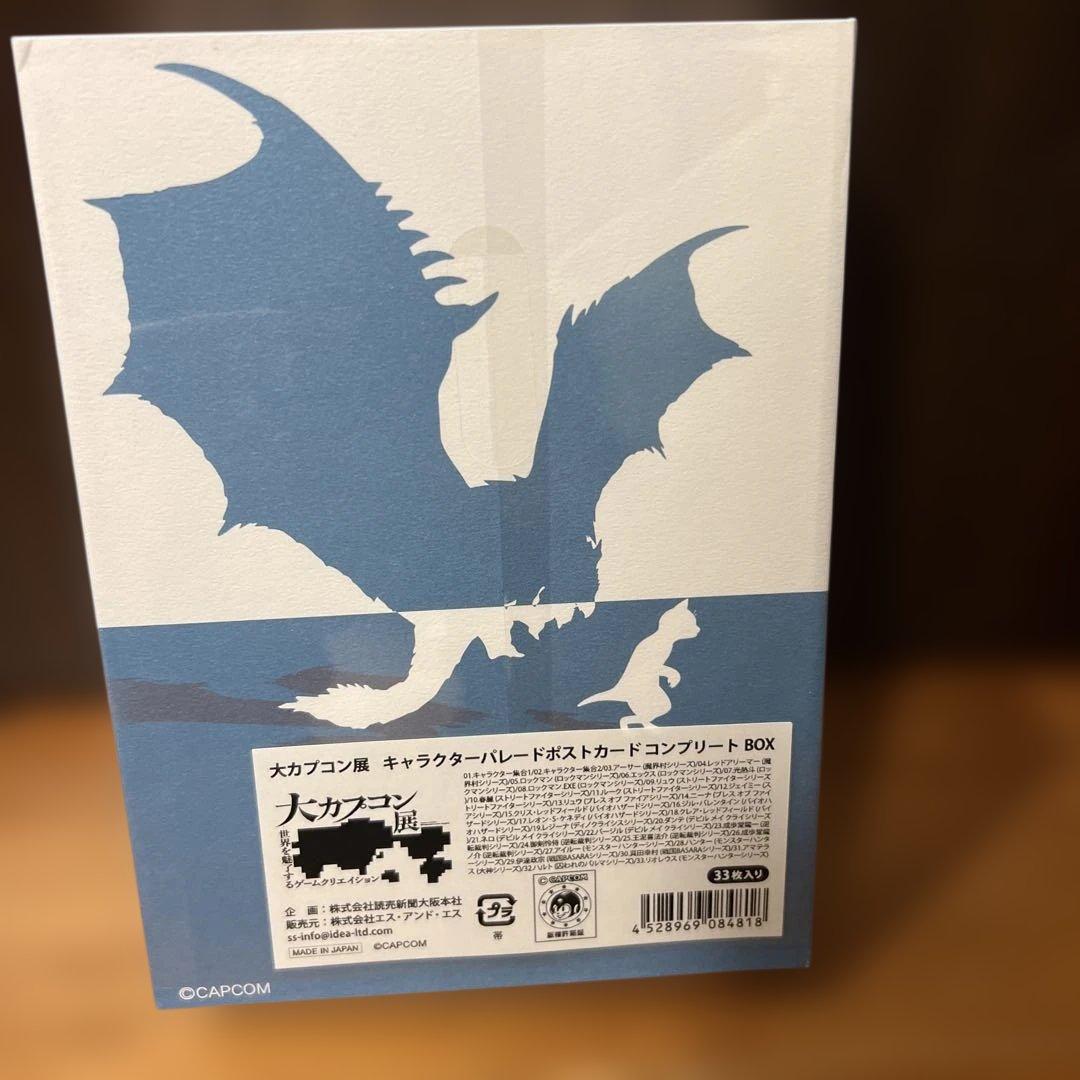 大カプコン展 キャラクターパレードポストカード コンプリート BOX
01.キャラクター集合1/02.キャラクター集合2/03.アーサー (魔界村シリーズ)/04.レッドアリーマー (魔
界村シリーズ)/05.ロックマン (ロックマンシリーズ)/06.エックス (ロックマンシリーズ)/07.光熱斗 (ロッ
クマンシリーズ)/08.ロックマン.EXE (ロックマンシリーズ)/09.リュウ (ストリートファイターシリーズ
)/10.春麗 (ストリートファイターシリーズ)/11.ルーク (ストリートファイターシリーズ)/12.ジェイミー (ス
トリートファイターシリーズ)/13.リュウ (ブレス オブ ファイアシリーズ)/14.ニーナ (ブレス オブ ファイ
アシリーズ)/15.クリス・レッドフィールド (バイオハザードシリーズ)/16.ジル・バレンタイン (バイオハ
ザードシリーズ)/17.レオン・S・ケネディ (バイオハザードシリーズ)/18.クレア・レッドフィールド (バイ
オハザードシリーズ)/19.レジーナ (ディノクライシスシリーズ)/20.ダンテ (デビル メイ クライシリーズ
)/21.ネロ (デビル メイ クライシリーズ)/22.バージル (デビル メイ クライシリーズ)/23.成歩堂龍一 (逆
転裁判シリーズ)/24.御剣怜侍 (逆転裁判シリーズ)/25.王泥喜法介 (逆転裁判シリーズ)/26.成歩堂龍
ノ介 (逆転裁判シリーズ)/27.アイルー (モンスターハンターシリーズ)/28.ハンター (モンスターハンタ
ーシリーズ)/29.伊達政宗 (戦国BASARAシリーズ)/30.真田幸村 (戦国BASARAシリーズ)/31.アマテラ
ス (大神シリーズ)/32.ハルト (囚われのパルマシリーズ)/33.リオレウス (モンスターハンターシリーズ)
大カプコン展
世界を魅了するゲームクリエイション
企 画：株式会社読売新聞大阪本社
販売元：株式会社エス・アンド・エス
ss-info@idea-ltd.com
MADE IN JAPAN ©CAPCOM
プラ
帯
©CAPCOM
版権許諾証
33枚入り
4 528969 084818
©CAPCOM